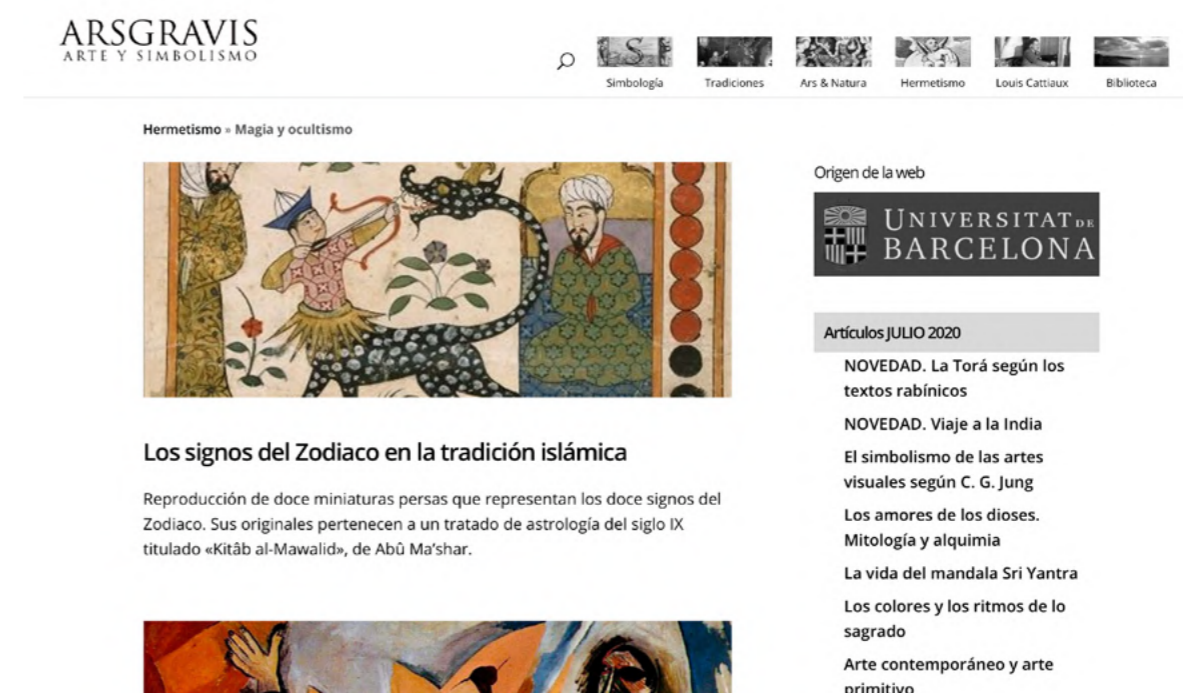 ARSGRAVIS
ARTE Y SIMBOLISMO
Simbología
Tradiciones
Ars & Natura
Hermetismo
Louis Cattiaux
Biblioteca
Hermetismo » Magia y ocultismo
Los signos del Zodiaco en la tradición islámica
Reproducción de doce miniaturas persas que representan los doce signos del
Zodiaco. Sus originales pertenecen a un tratado de astrología del siglo IX
titulado «Kitâb al-Mawalid», de Abû Ma’shar.
Origen de la web
UNIVERSITAT DE
BARCELONA
Artículos JULIO 2020
NOVEDAD. La Torá según los
textos rabínicos
NOVEDAD. Viaje a la India
El simbolismo de las artes
visuales según C. G. Jung
Los amores de los dioses.
Mitología y alquimia
La vida del mandala Sri Yantra
Los colores y los ritmos de lo
sagrado
Arte contemporáneo y arte
primitivo